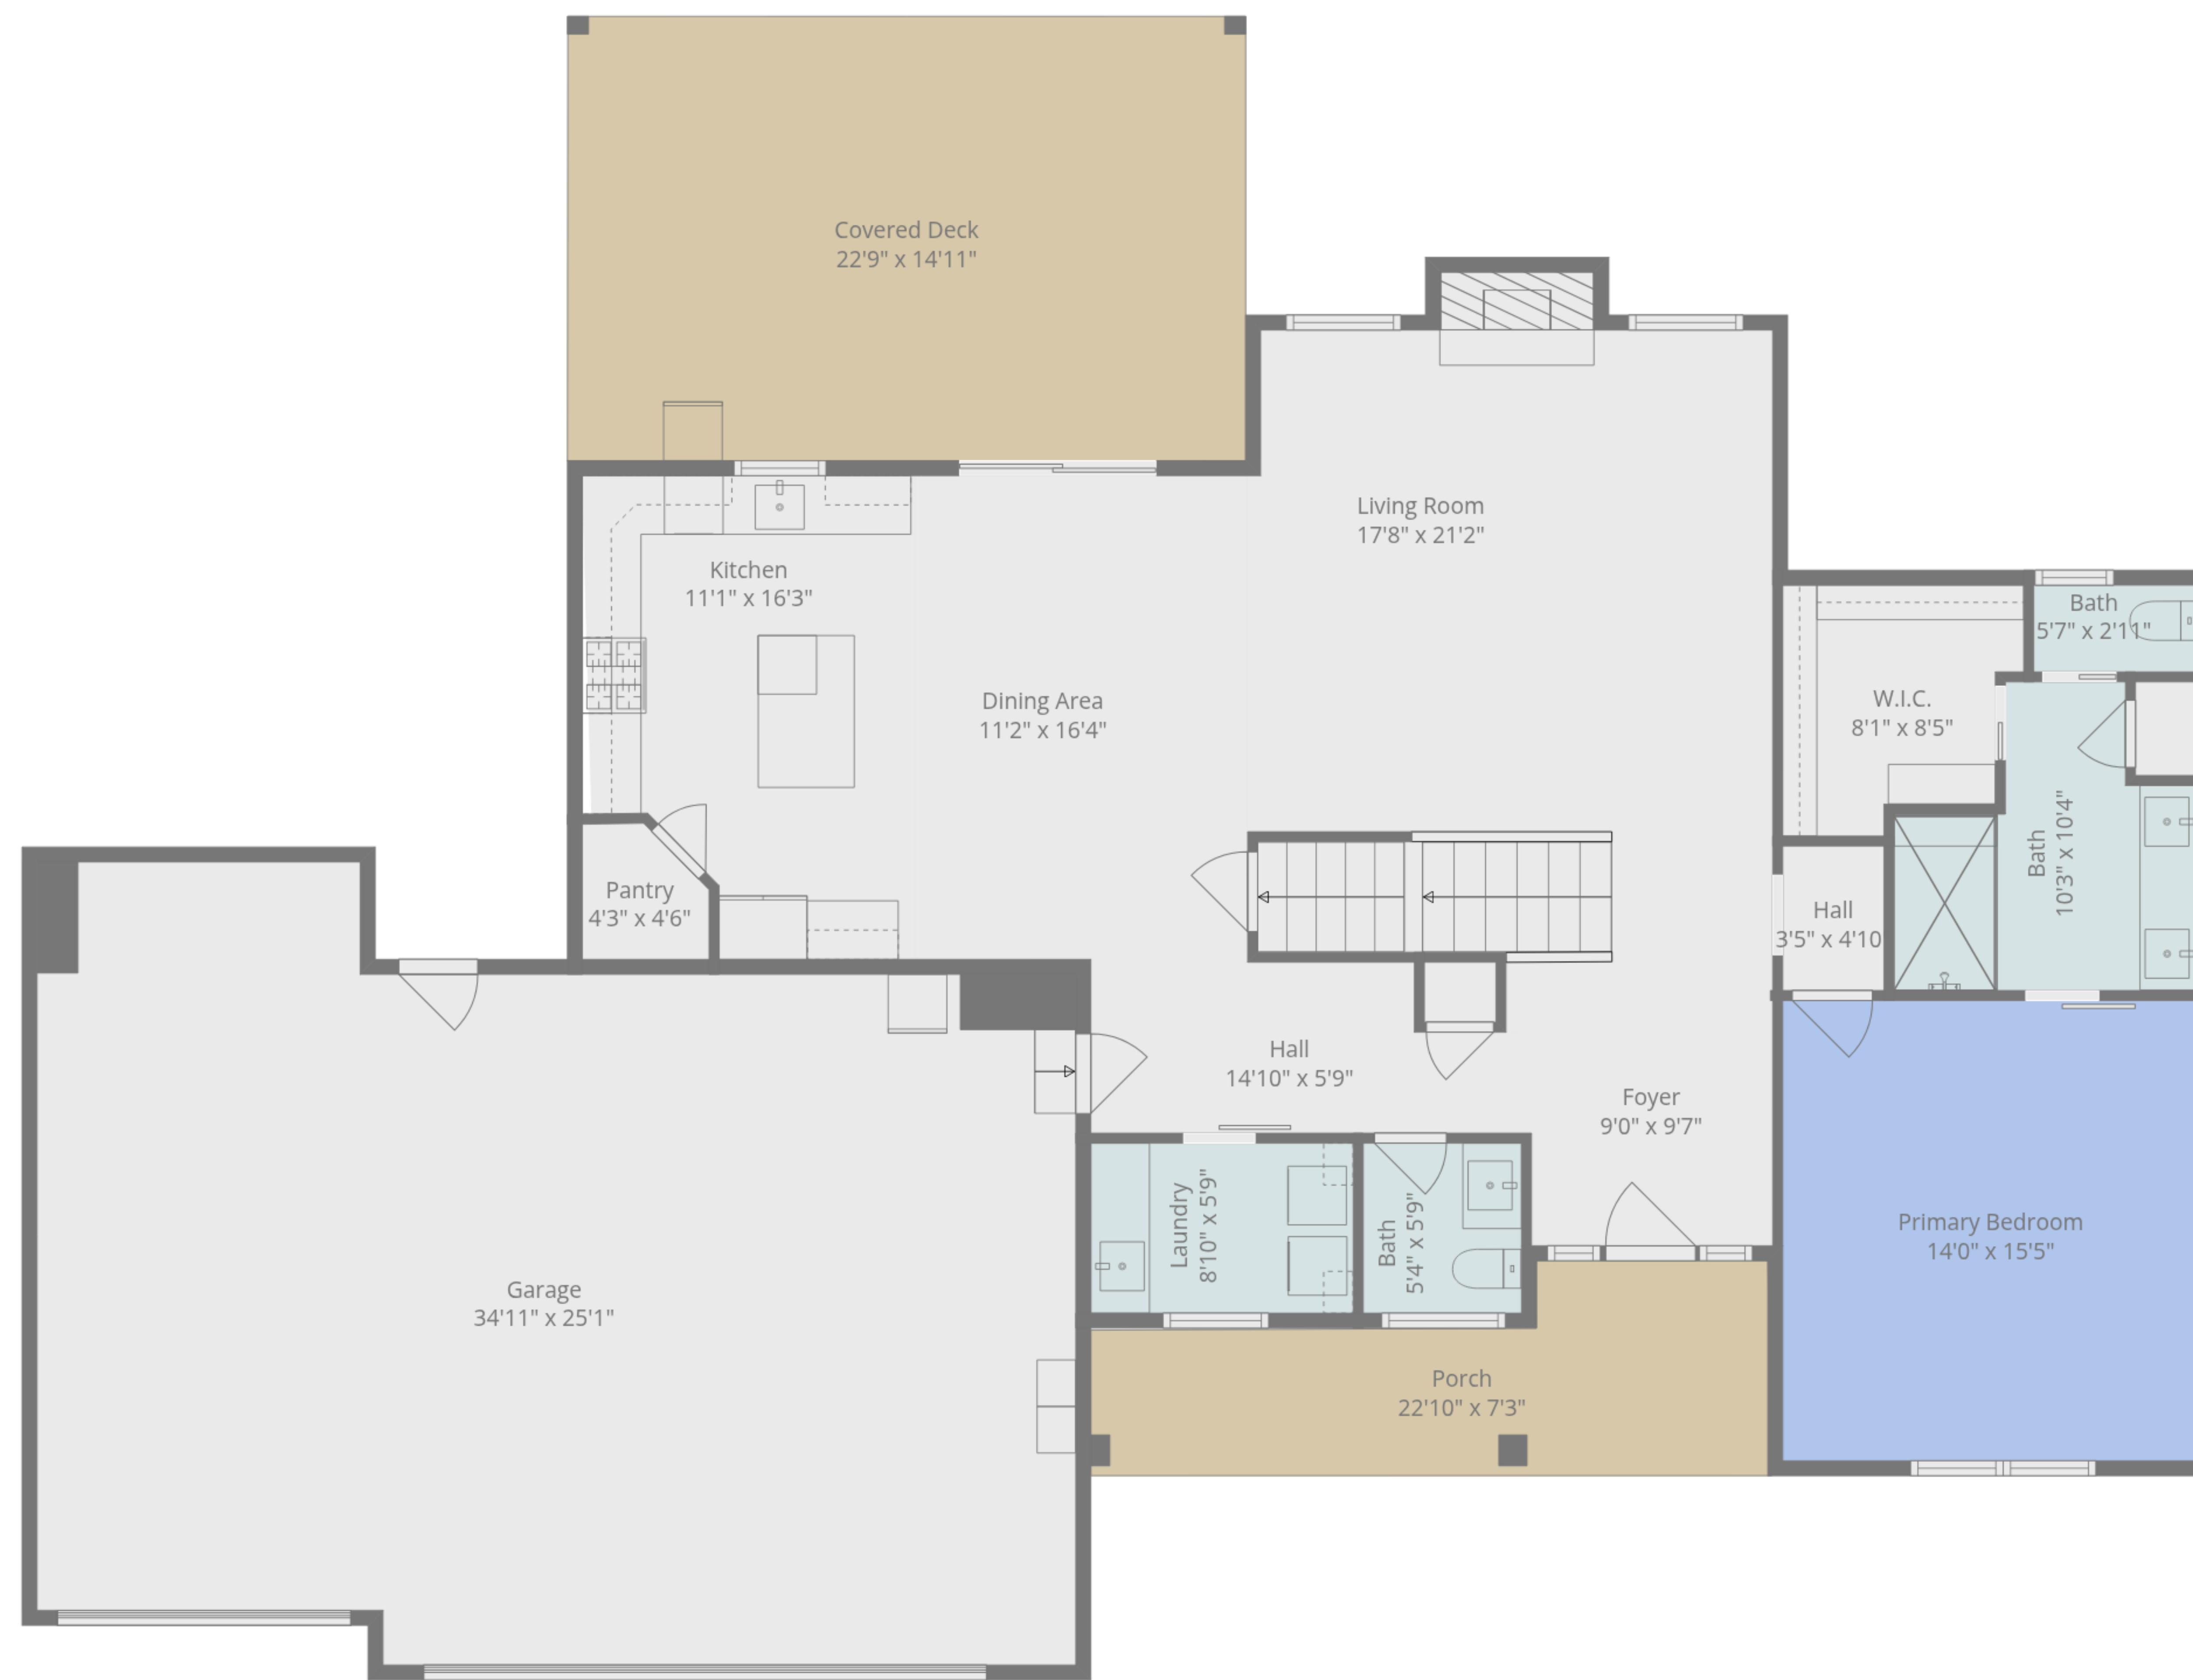 Covered Deck
22'9" x 14'11"
Living Room
17'8" x 21'2"
Kitchen
11'1" x 16'3"
Dining Area
11'2" x 16'4"
Bath
5'7" x 2'11"
W.I.C.
8'1" x 8'5"
Bath
10'3" x 10'4"
Pantry
4'3" x 4'6"
Hall
3'5" x 4'10
Hall
14'10" x 5'9"
Foyer
9'0" x 9'7"
Laundry
8'10" x 5'9"
Bath
5'4" x 5'9"
Primary Bedroom
14'0" x 15'5"
Garage
34'11" x 25'1"
Porch
22'10" x 7'3"